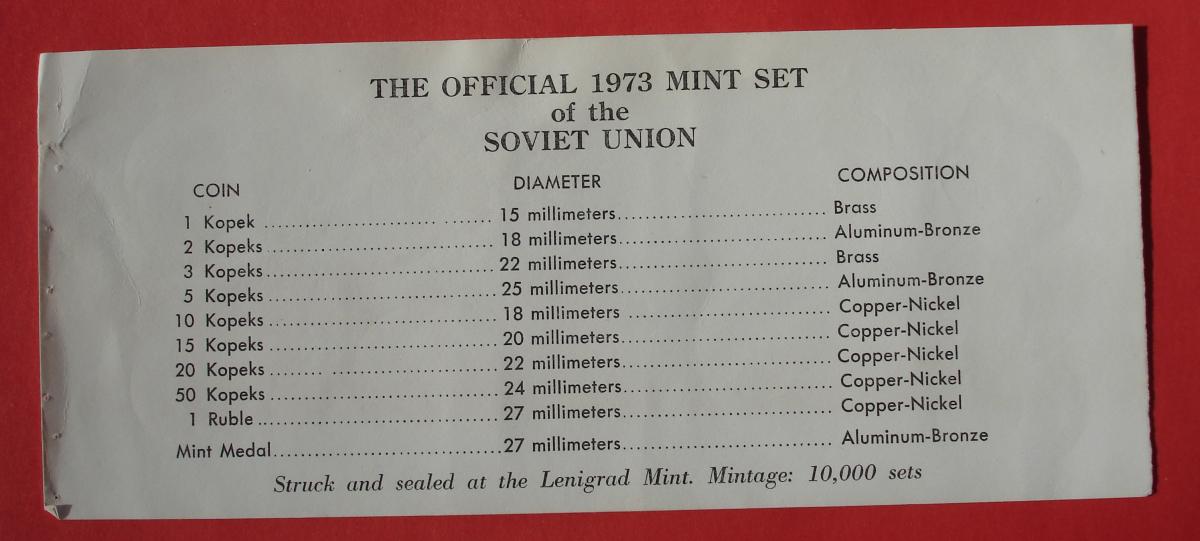 THE OFFICIAL 1973 MINT SET
of the
SOVIET UNION
COIN DIAMETER COMPOSITION
1 Kopek .......................... 15 millimeters............................ Brass
2 Kopeks .......................... 18 millimeters............................ Aluminum-Bronze
3 Kopeks .......................... 22 millimeters............................ Brass
5 Kopeks .......................... 25 millimeters............................ Aluminum-Bronze
10 Kopeks .......................... 18 millimeters ........................... Copper-Nickel
15 Kopeks .......................... 20 millimeters............................ Copper-Nickel
20 Kopeks .......................... 22 millimeters............................ Copper-Nickel
50 Kopeks .......................... 24 millimeters............................ Copper-Nickel
1 Ruble ............................ 27 millimeters............................ Copper-Nickel
Mint Medal............................27 millimeters............................ Aluminum-Bronze
Struck and sealed at the Lenigrad Mint. Mintage: 10,000 sets